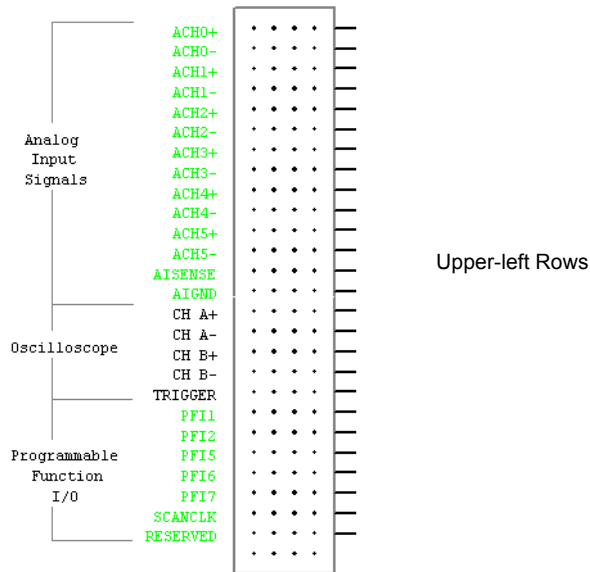 ACH0+
ACH0-
ACH1+
ACH1-
ACH2+
ACH2-
ACH3+
ACH3-
ACH4+
ACH4-
ACH5+
ACH5-
AISENSE
AIGND
CH A+
CH A-
CH B+
CH B-
TRIGGER
PFI1
PFI2
PFI5
PFI6
PFI7
SCANCLK
RESERVED
Analog
Input
Signals
Oscilloscope
Programmable
Function
I/O
Upper-left Rows